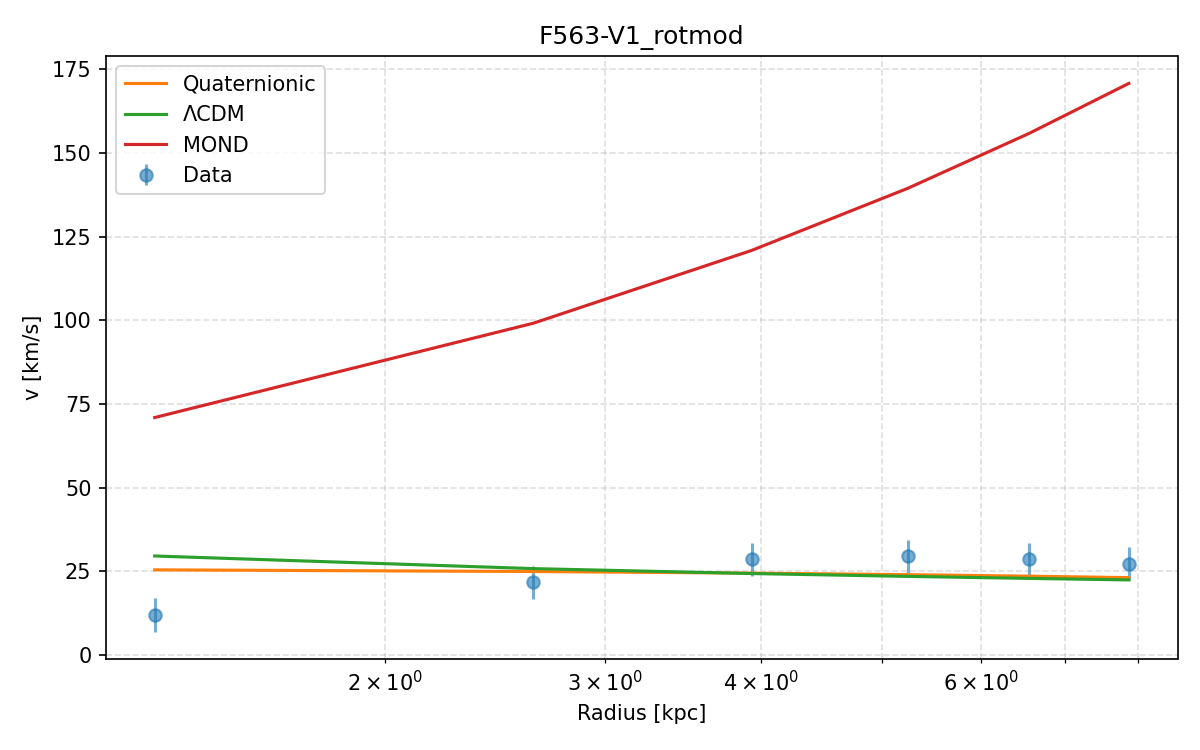 F563-V1_rotmod
Quaternionic
ΛCDM
MOND
Data
175
150
125
100
75
50
25
0
v [km/s]
2 × 10⁰
3 × 10⁰
4 × 10⁰
6 × 10⁰
Radius [kpc]